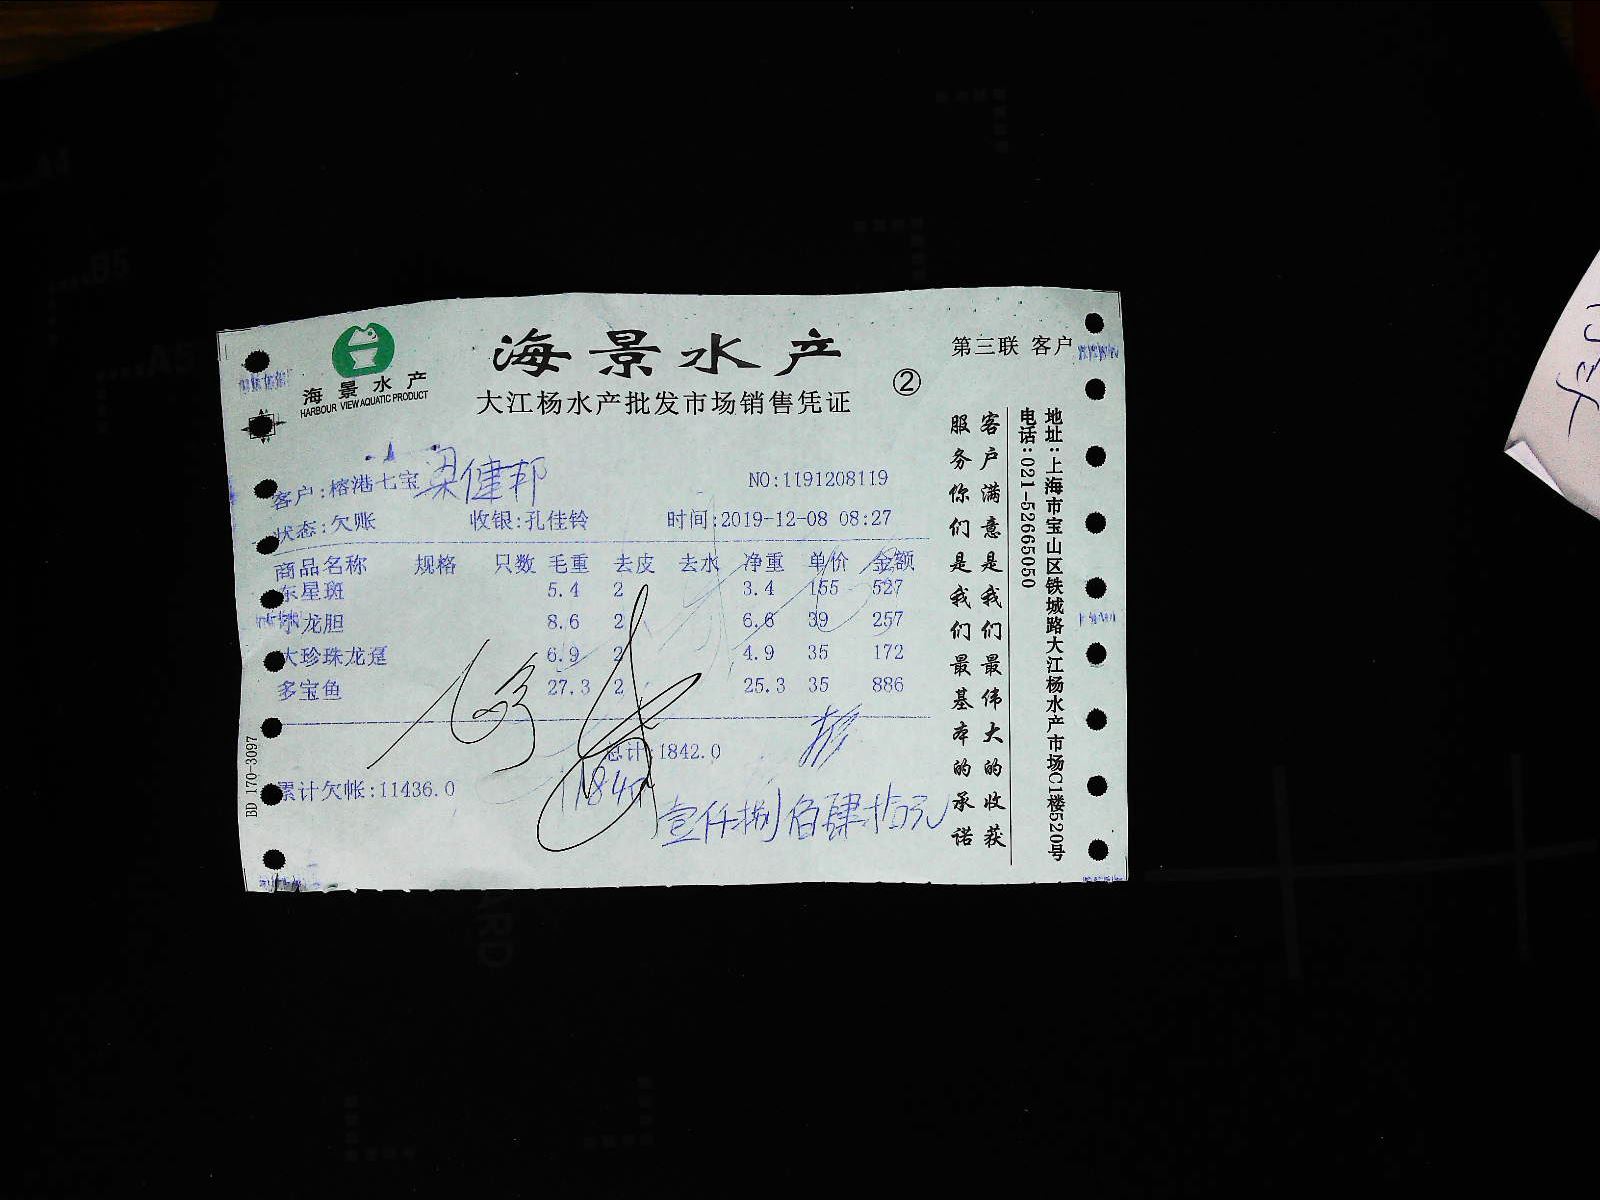 海景水产
HARBOUR VIEW AQUATIC PRODUCT
海景水产
大江杨水产批发市场销售凭证
②
第三联 客户
客户:榕港七宝 梁健邦
NO:1191208119
状态:欠账 收银:孔佳铃 时间:2019-12-08 08:27
商品名称 规格 只数 毛重 去皮 去水 净重 单价 金额
东星斑 5.4 2 3.4 155 527
龙胆 8.6 2 6.6 39 257
大珍珠龙趸 6.9 2 4.9 35 172
多宝鱼 27.3 2 25.3 35 886
总计:1842.0
累计欠帐:11436.0
壹仟捌佰肆拾元
客户满意是我们最伟大的收获
服务你们是我们最基本的承诺
地址:上海市宝山区铁城路大江杨水产市场C1楼520号
电话:021-52665050
BD 170-3097
A4
B5
A5